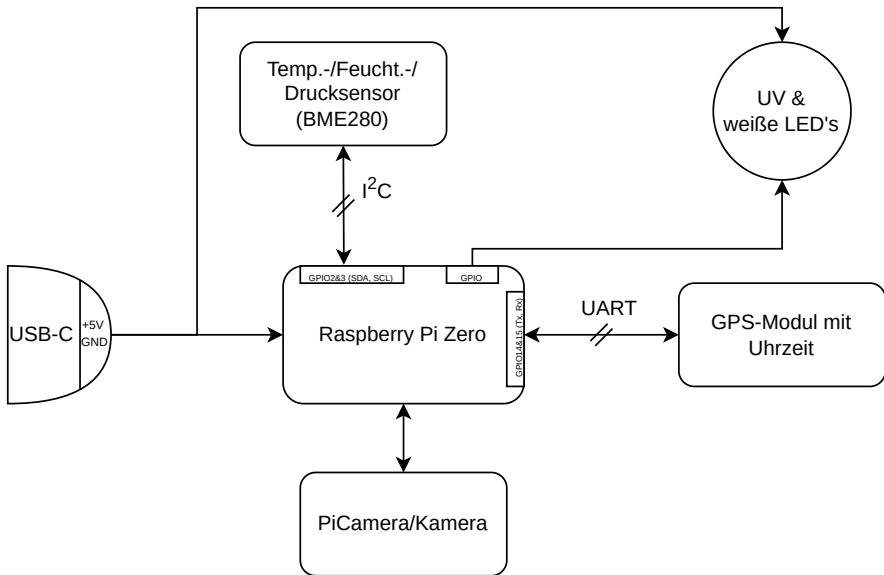 Temp.-/Feucht.-/
Drucksensor
(BME280)
UV &
weiße LED's
I²C
GPIO2&3 (SDA, SCL)
GPIO
USB-C
+5V
GND
Raspberry Pi Zero
GPIO14&15 (Tx, Rx)
UART
GPS-Modul mit
Uhrzeit
PiCamera/Kamera